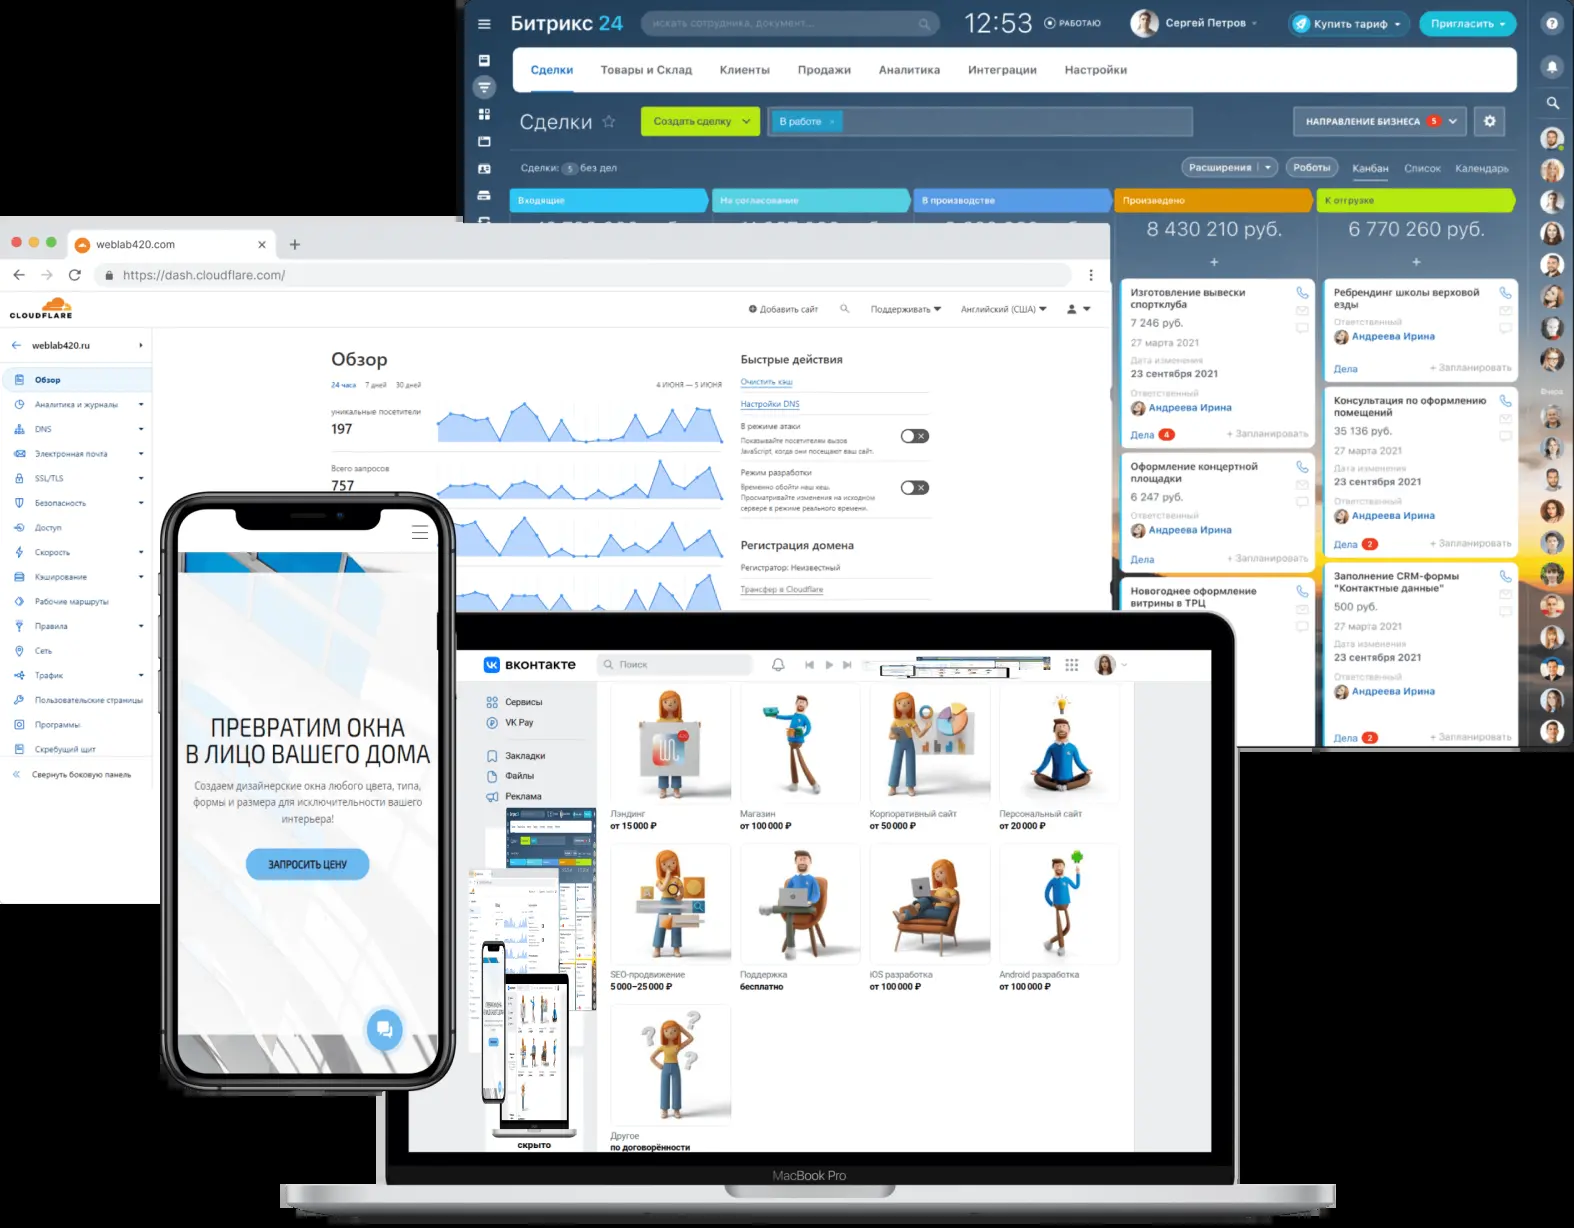 Битрикс 24
искать сотрудника, документ...
12:53
РАБОТАЮ
Сергей Петров
Купить тариф
Пригласить
Сделки
Товары и Склад
Клиенты
Продажи
Аналитика
Интеграции
Настройки
Сделки
Создать сделку
В работе
НАПРАВЛЕНИЕ БИЗНЕСА 5
Сделки: 5 без дел
Расширения
Роботы
Канбан
Список
Календарь
Входящие
На согласование
В производстве
Произведено
К отгрузке
8 430 210 руб.
6 770 260 руб.
+
+
Изготовление вывески
спортклуба
7 246 руб.
27 марта 2021
Дата изменения
23 сентября 2021
Ответственный
Андреева Ирина
Дела 4
+ Запланировать
Оформление концертной
площадки
6 247 руб.
Ответственный
Андреева Ирина
Дела
+ Запланировать
Новогоднее оформление
витрины в ТРЦ
Ребрендинг школы верховой
езды
Ответственный
Андреева Ирина
Дела
+ Запланировать
Консультация по оформлению
помещений
35 136 руб.
27 марта 2021
Дата изменения
23 сентября 2021
Ответственный
Андреева Ирина
Дела 2
+ Запланировать
Заполнение CRM-формы
"Контактные данные"
500 руб.
27 марта 2021
Дата изменения
23 сентября 2021
Ответственный
Андреева Ирина
Дела 2
+ Запланировать
Вчера
weblab420.com
https://dash.cloudflare.com/
CLOUDFLARE
Добавить сайт
Поддерживать
Английский (США)
weblab420.ru
Обзор
Аналитика и журналы
DNS
Электронная почта
SSL/TLS
Безопасность
Доступ
Скорость
Кэширование
Рабочие маршруты
Правила
Сеть
Трафик
Пользовательские страницы
Программы
Скребущий щит
Свернуть боковую панель
Обзор
24 часа
7 дней
30 дней
4 ИЮНЯ — 5 ИЮНЯ
уникальные посетители
197
Всего запросов
757
Быстрые действия
Очистить кэш
Настройки DNS
В режиме атаки
Показывайте посетителям вызов
JavaScript, когда они посещают ваш сайт.
Режим разработки
Временно обойти наш кеш.
Просматривайте изменения на исходном
сервере в режиме реального времени.
Регистрация домена
Регистратор: Неизвестный
Трансфер в Cloudflare
ПРЕВРАТИМ ОКНА
В ЛИЦО ВАШЕГО ДОМА
Создаем дизайнерские окна любого цвета, типа,
формы и размера для исключительности вашего
интерьера!
ЗАПРОСИТЬ ЦЕНУ
ВКОНТАКТЕ
Поиск
Сервисы
VK Pay
Закладки
Файлы
Реклама
скрыто
Лэндинг
от 15 000 ₽
Магазин
от 100 000 ₽
Корпоративный сайт
от 50 000 ₽
Персональный сайт
от 20 000 ₽
SEO-продвижение
5 000–25 000 ₽
Поддержка
бесплатно
iOS разработка
от 100 000 ₽
Android разработка
от 100 000 ₽
Другое
по договорённости
MacBook Pro